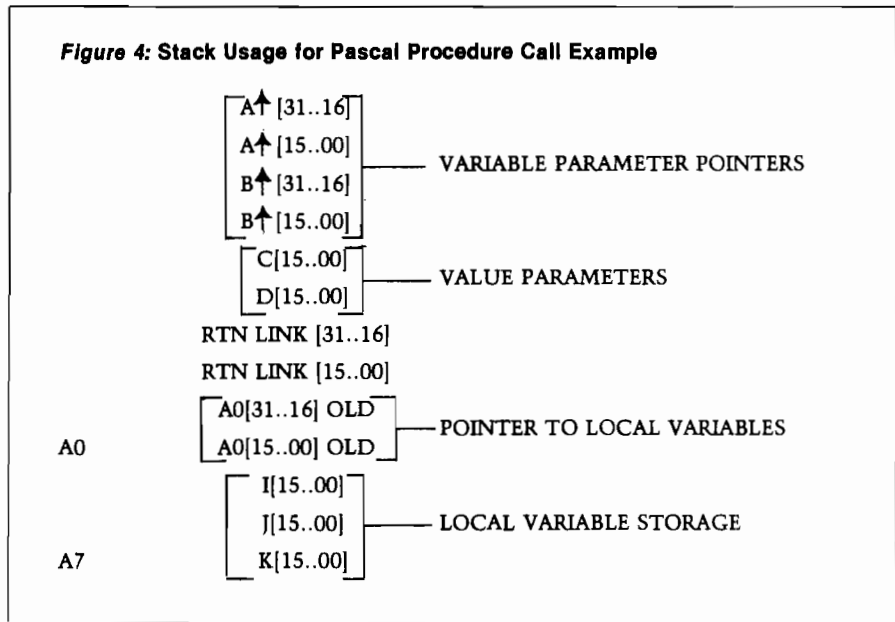 Figure 4: Stack Usage for Pascal Procedure Call Example
A↑ [31..16]
A↑ [15..00]
B↑ [31..16]
B↑ [15..00]
VARIABLE PARAMETER POINTERS
C[15..00]
D[15..00]
VALUE PARAMETERS
RTN LINK [31..16]
RTN LINK [15..00]
A0[31..16] OLD
A0[15..00] OLD
POINTER TO LOCAL VARIABLES
A0
I[15..00]
J[15..00]
K[15..00]
LOCAL VARIABLE STORAGE
A7